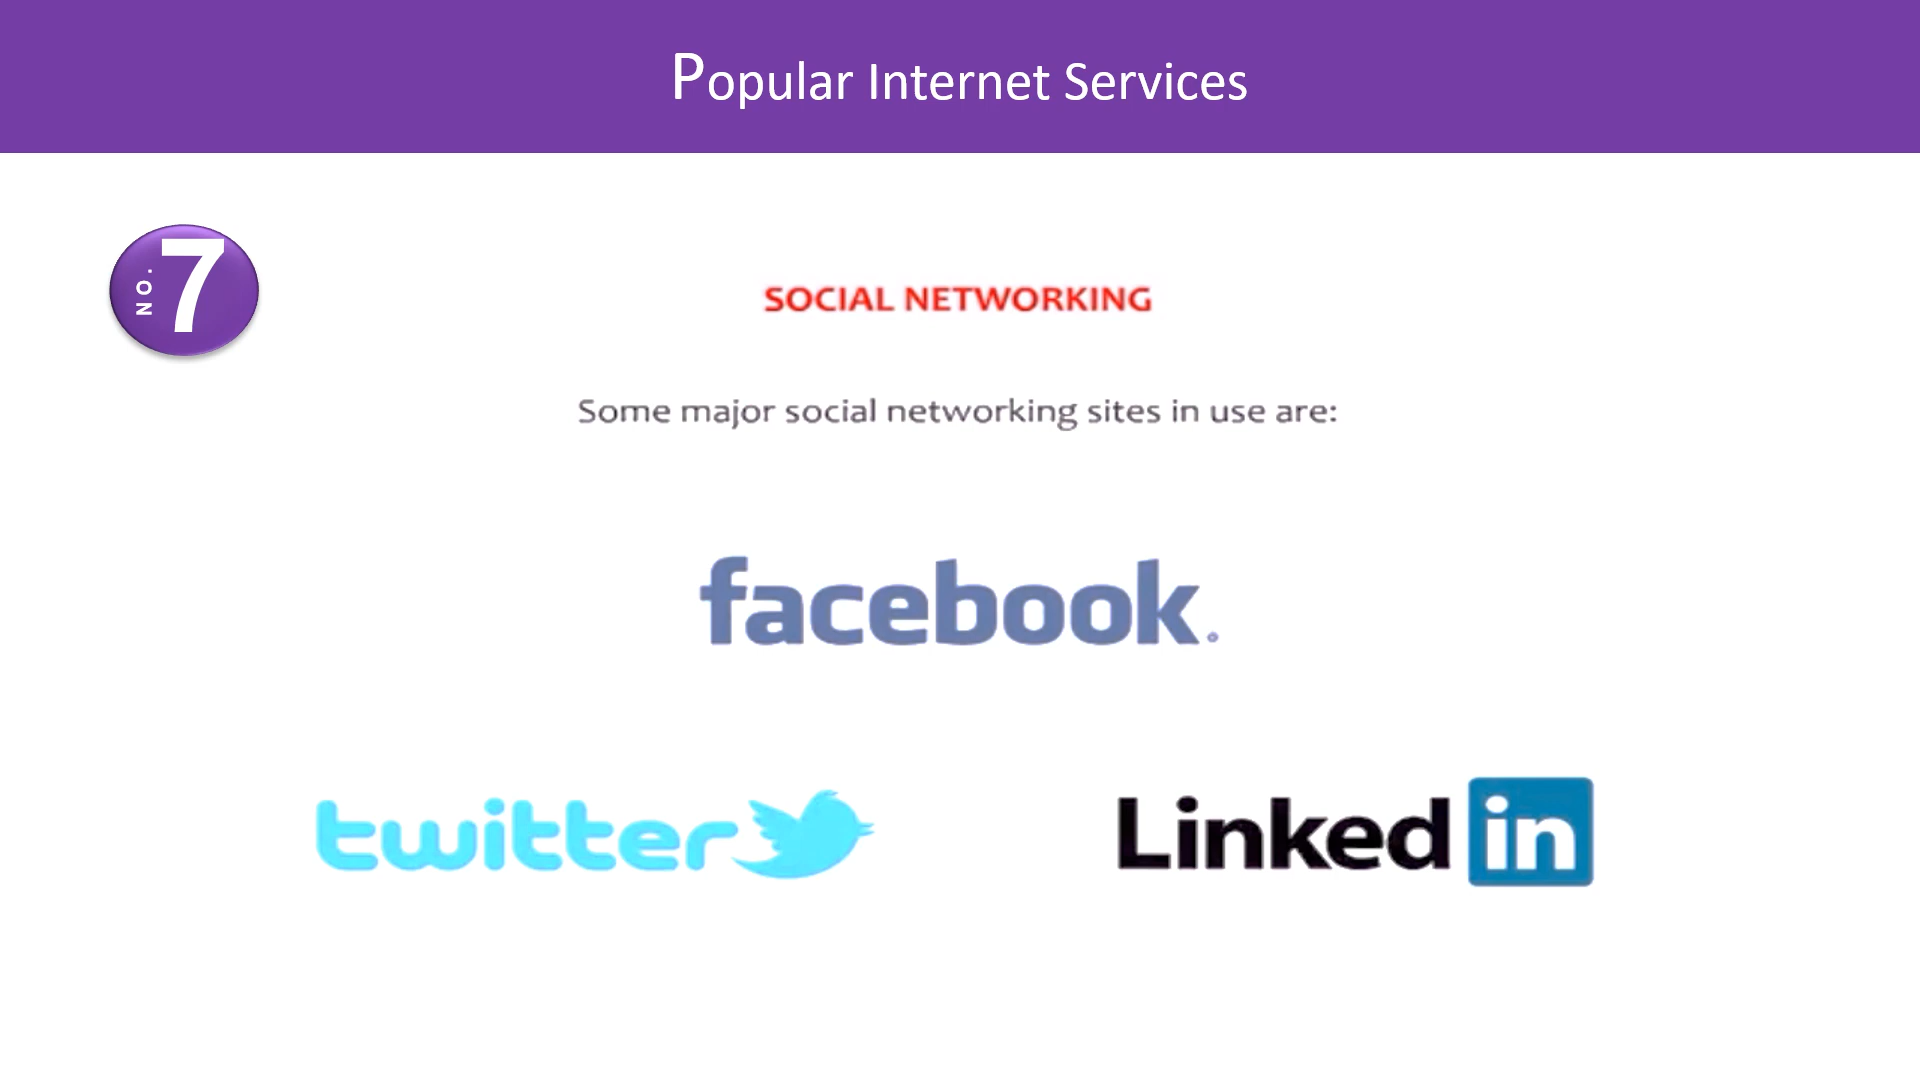 Popular Internet Services
NO. 7
SOCIAL NETWORKING
Some major social networking sites in use are:
facebook.
twitter
Linked in